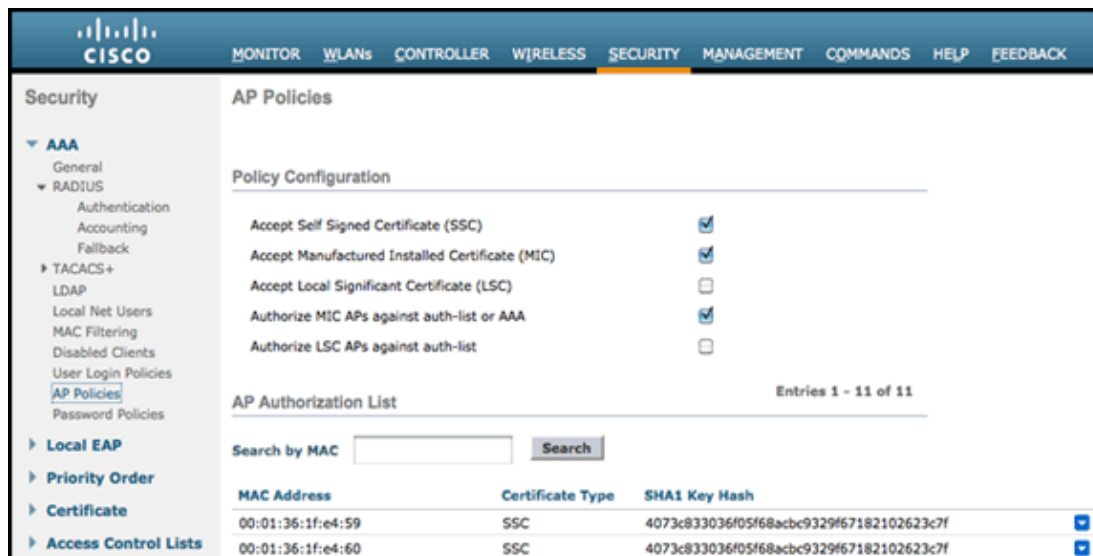 CISCO
MONITOR WLANs CONTROLLER WIRELESS SECURITY MANAGEMENT COMMANDS HELP FEEDBACK
Security
AAA
General
RADIUS
Authentication
Accounting
Fallback
TACACS+
LDAP
Local Net Users
MAC Filtering
Disabled Clients
User Login Policies
AP Policies
Password Policies
Local EAP
Priority Order
Certificate
Access Control Lists
AP Policies
Policy Configuration
Accept Self Signed Certificate (SSC)
Accept Manufactured Installed Certificate (MIC)
Accept Local Significant Certificate (LSC)
Authorize MIC APs against auth-list or AAA
Authorize LSC APs against auth-list
AP Authorization List Entries 1 - 11 of 11
Search by MAC Search
MAC Address Certificate Type SHA1 Key Hash
00:01:36:1f:e4:59 SSC 4073c833036f05f68acbc9329f67182102623c7f
00:01:36:1f:e4:60 SSC 4073c833036f05f68acbc9329f67182102623c7f